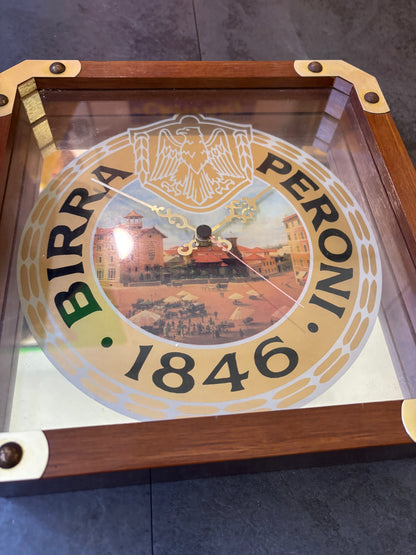 BIRRA PERONI
• 1846 •